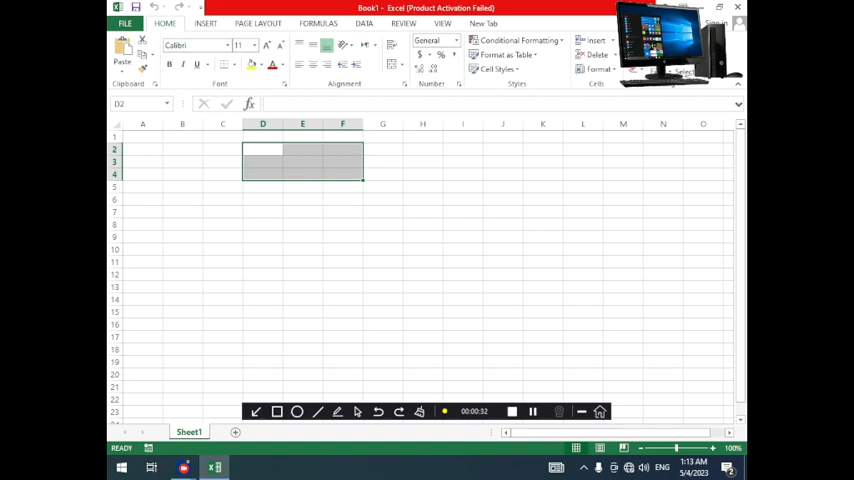 Book1 - Excel (Product Activation Failed)
Sign in
FILE HOME INSERT PAGE LAYOUT FORMULAS DATA REVIEW VIEW New Tab
Calibri 11 General Conditional Formatting Insert
Paste B I U $ % , Format as Table Delete
Cell Styles Format Select
Clipboard Font Alignment Number Styles Cells
D2 fx
A B C D E F G H I J K L M N O
1
2
3
4
5
6
7
8
9
10
11
12
13
14
15
16
17
18
19
20
21
22
23
00:00:32
Sheet1
READY 100%
ENG 1:13 AM
5/4/2023 2